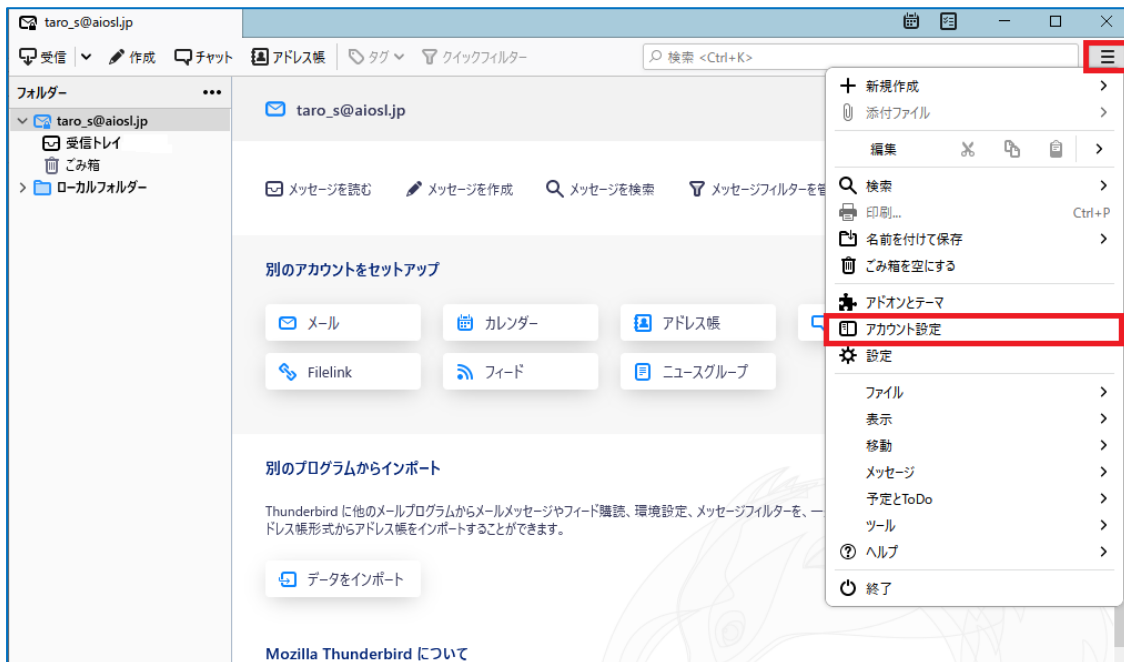 taro_s@aiosl.jp
受信 作成 チャット アドレス帳 タグ クイックフィルター 検索 <Ctrl+K>
フォルダー
taro_s@aiosl.jp
受信トレイ
ごみ箱
ローカルフォルダー
taro_s@aiosl.jp
メッセージを読む メッセージを作成 メッセージを検索 メッセージフィルターを
別のアカウントをセットアップ
メール カレンダー アドレス帳
Filelink フィード ニュースグループ
別のプログラムからインポート
Thunderbird に他のメールプログラムからメールメッセージやフィード購読、環境設定、メッセージフィルターを、一
ドレス帳形式からアドレス帳をインポートすることができます。
データをインポート
Mozilla Thunderbird について
新規作成
添付ファイル
編集
検索
印刷... Ctrl+P
名前を付けて保存
ごみ箱を空にする
アドオンとテーマ
アカウント設定
設定
ファイル
表示
移動
メッセージ
予定とToDo
ツール
ヘルプ
終了